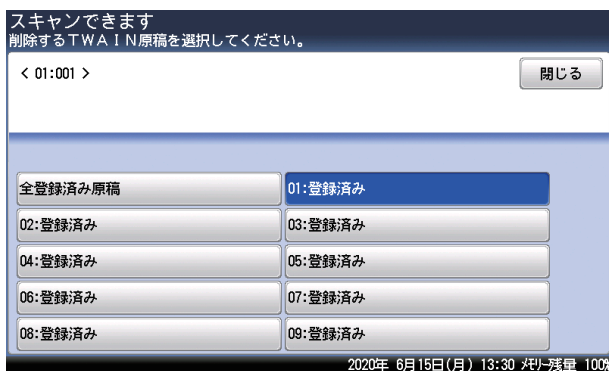 スキャンできます
削除するTWAIN原稿を選択してください。
< 01:001 >
閉じる
全登録済み原稿
01:登録済み
02:登録済み
03:登録済み
04:登録済み
05:登録済み
06:登録済み
07:登録済み
08:登録済み
09:登録済み
2020年 6月15日(月) 13:30 メモリー残量 100%